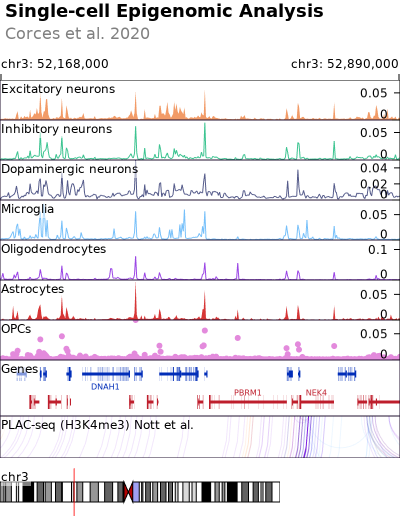 Single-cell Epigenomic Analysis
Corces et al. 2020
chr3: 52,168,000 chr3: 52,890,000
Excitatory neurons 0.05
0
Inhibitory neurons 0.05
0
Dopaminergic neurons 0.04
0.02
0
Microglia 0.05
0
Oligodendrocytes 0.1
0
Astrocytes 0.05
0
OPCs 0.05
0
Genes
DNAH1
PBRM1 NEK4
PLAC-seq (H3K4me3) Nott et al.
chr3